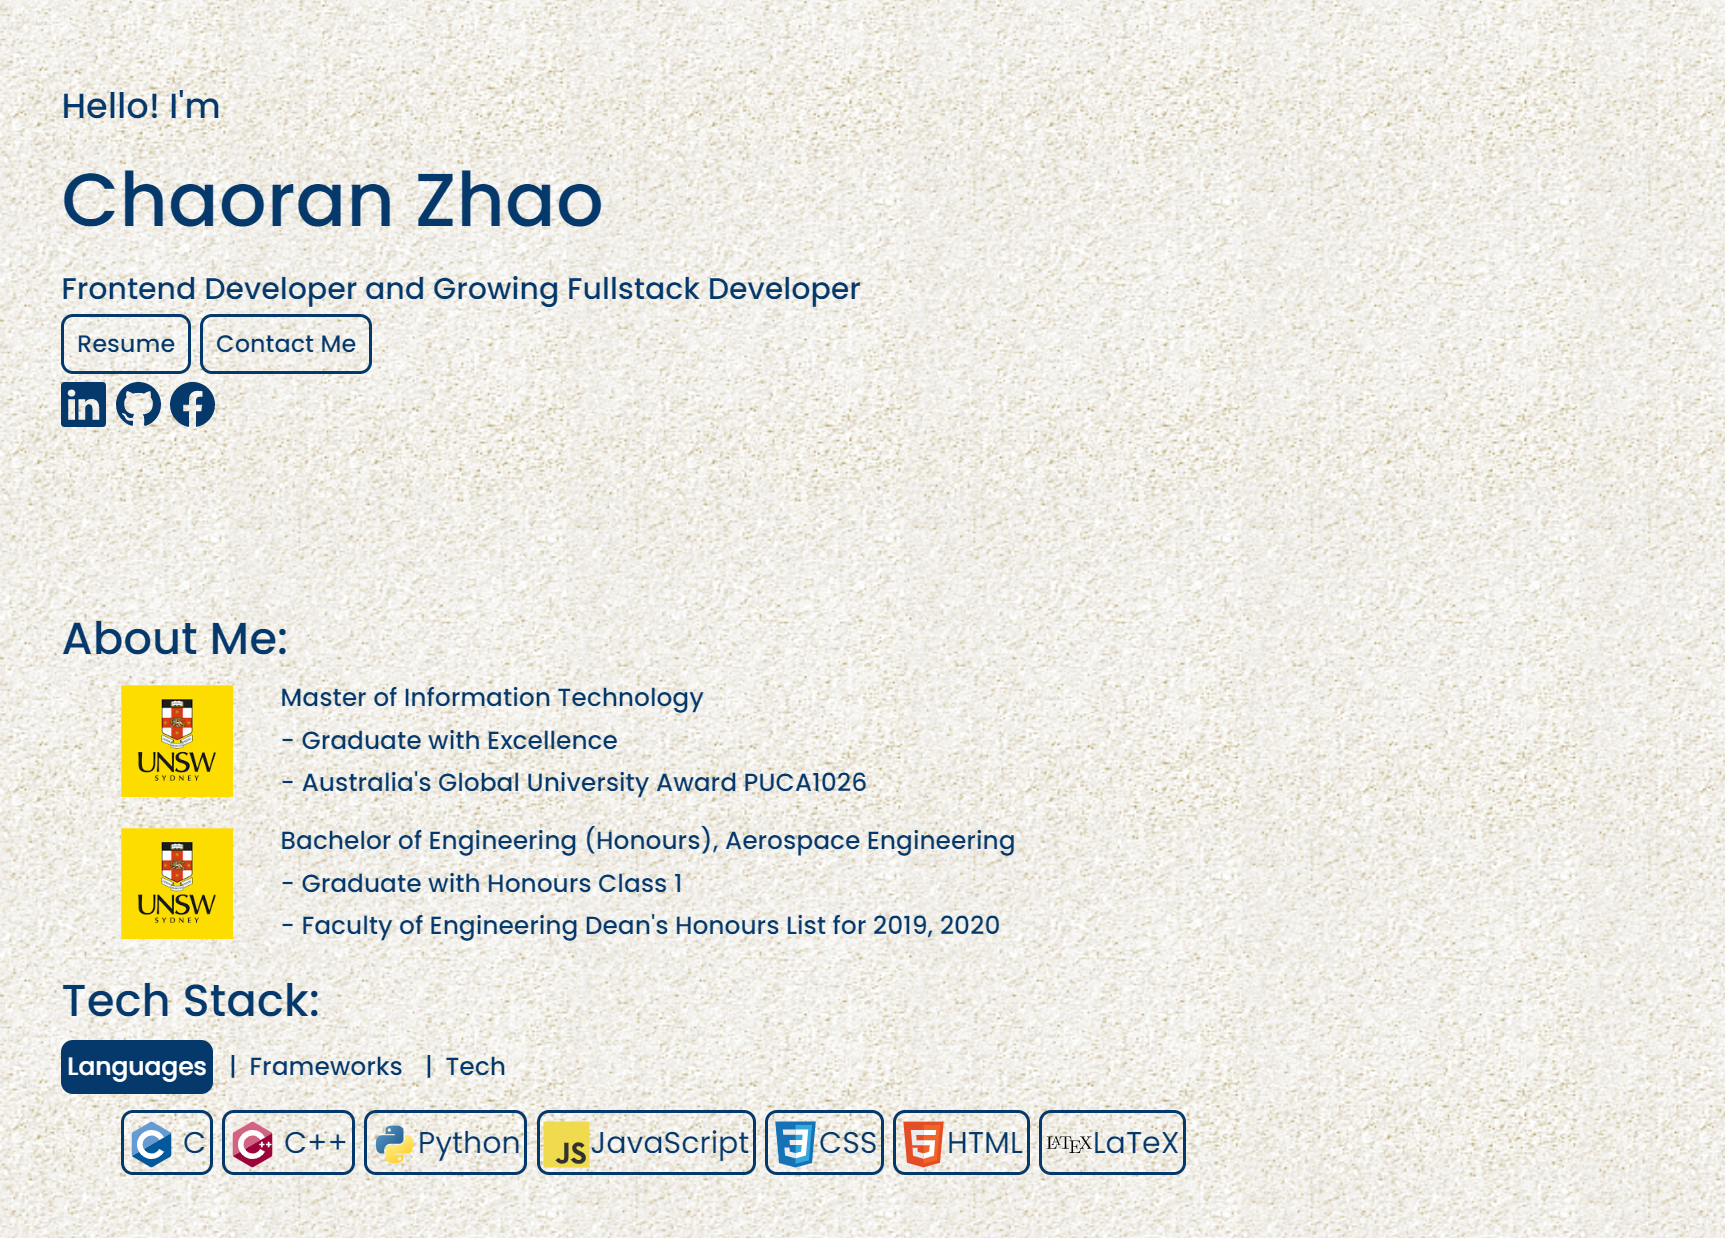 Hello! I'm
Chaoran Zhao
Frontend Developer and Growing Fullstack Developer
Resume Contact Me
in
About Me:
UNSW
SYDNEY
Master of Information Technology
- Graduate with Excellence
- Australia's Global University Award PUCA1026
UNSW
SYDNEY
Bachelor of Engineering (Honours), Aerospace Engineering
- Graduate with Honours Class 1
- Faculty of Engineering Dean's Honours List for 2019, 2020
Tech Stack:
Languages | Frameworks | Tech
C C C++ C++ Python JS JavaScript 3 CSS 5 HTML LATEX LaTeX